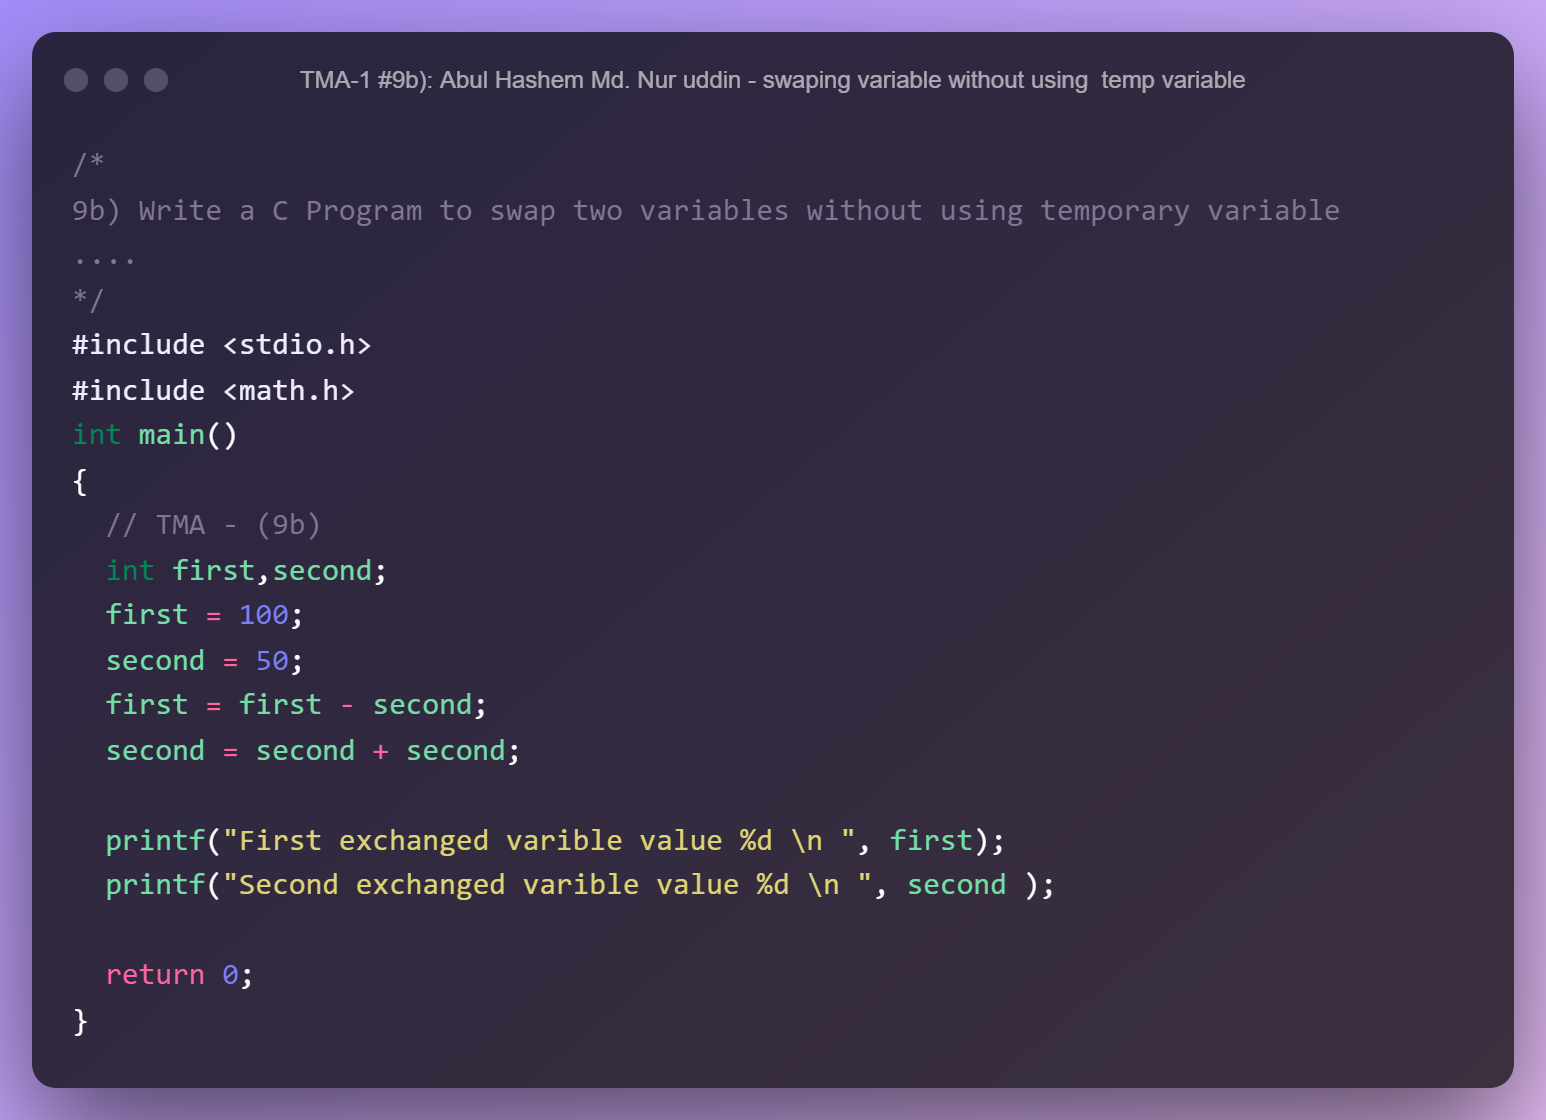 TMA-1 #9b): Abul Hashem Md. Nur uddin - swaping variable without using  temp variable
/*
9b) Write a C Program to swap two variables without using temporary variable
....
*/
#include <stdio.h>
#include <math.h>
int main()
{
  // TMA - (9b)
  int first,second;
  first = 100;
  second = 50;
  first = first - second;
  second = second + second;
  printf("First exchanged varible value %d \n ", first);
  printf("Second exchanged varible value %d \n ", second );
  return 0;
}